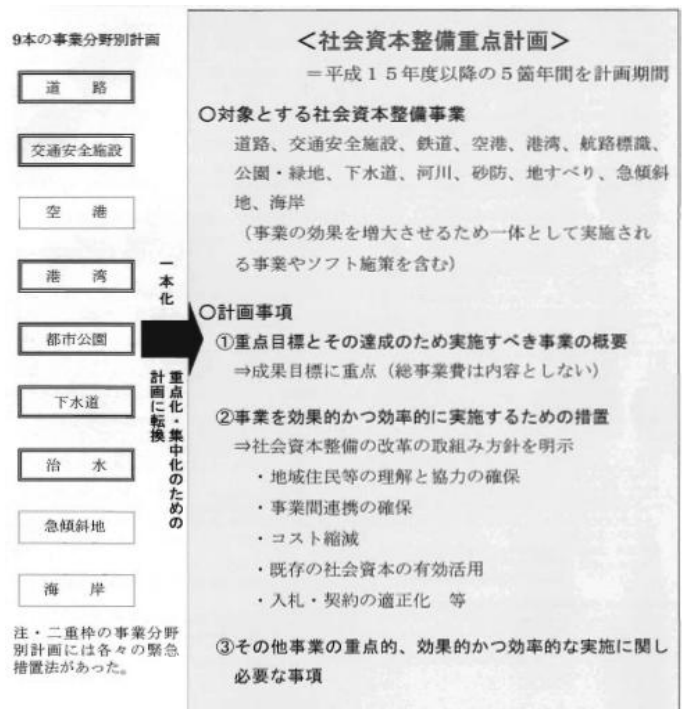 9本の事業分野別計画
道　路
交通安全施設
空　港
港　湾
都市公園
下水道
治　水
急傾斜地
海　岸
注・二重枠の事業分野
別計画には各々の緊急
措置法があった。
一本化
重点化・集中化のための
計画に転換
＜社会資本整備重点計画＞
＝平成１５年度以降の５箇年間を計画期間
○対象とする社会資本整備事業
道路、交通安全施設、鉄道、空港、港湾、航路標識、
公園・緑地、下水道、河川、砂防、地すべり、急傾斜
地、海岸
（事業の効果を増大させるため一体として実施され
る事業やソフト施策を含む）
○計画事項
①重点目標とその達成のため実施すべき事業の概要
⇒成果目標に重点（総事業費は内容としない）
②事業を効果的かつ効率的に実施するための措置
⇒社会資本整備の改革の取組み方針を明示
・地域住民等の理解と協力の確保
・事業間連携の確保
・コスト縮減
・既存の社会資本の有効活用
・入札・契約の適正化　等
③その他事業の重点的、効果的かつ効率的な実施に関し
必要な事項